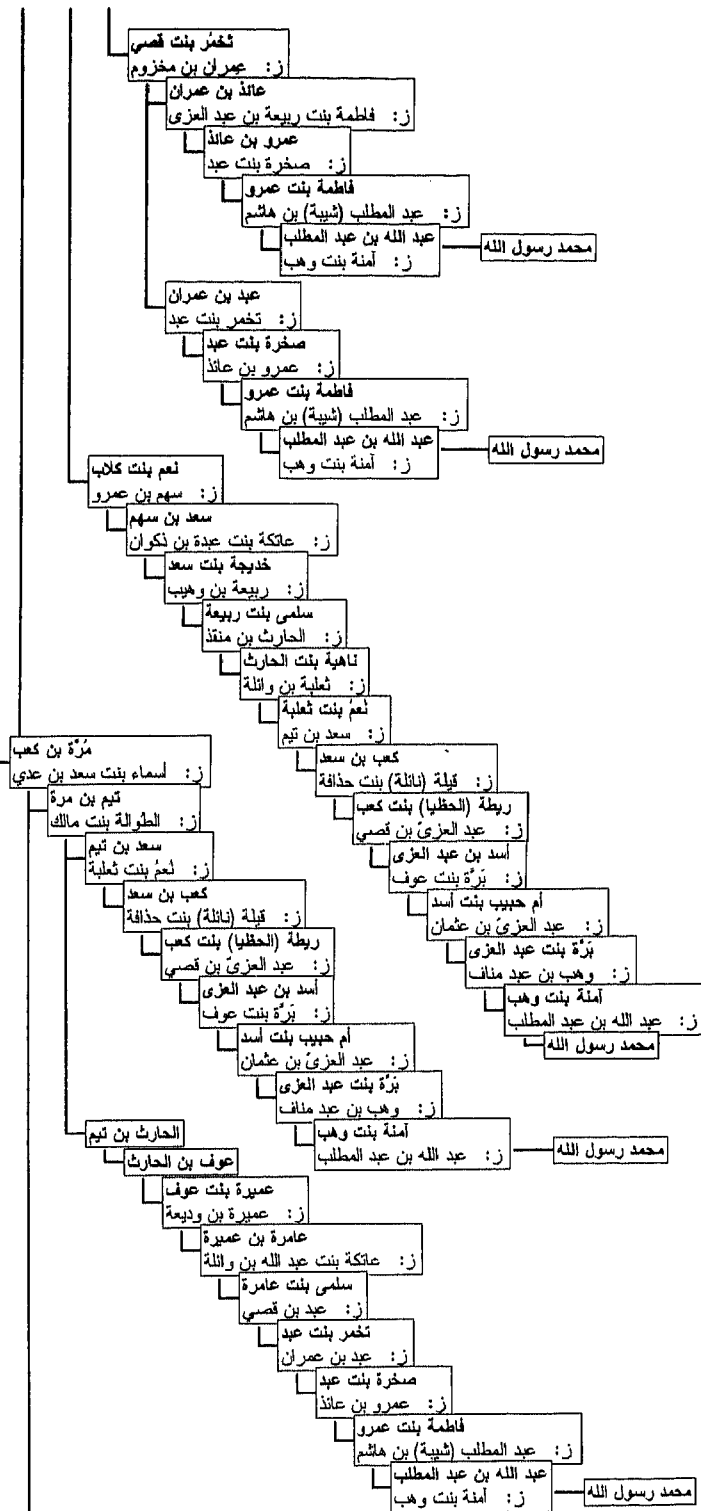 تخمُر بنت قصي
ز: عمران بن مخزوم
عائذ بن عمران
ز: فاطمة بنت ربيعة بن عبد العزى
عمرو بن عائذ
ز: صخرة بنت عبد
فاطمة بنت عمرو
ز: عبد المطلب (شيبة) بن هاشم
عبد الله بن عبد المطلب
ز: آمنة بنت وهب
محمد رسول الله
عبد بن عمران
ز: تخمر بنت عبد
صخرة بنت عبد
ز: عمرو بن عائذ
فاطمة بنت عمرو
ز: عبد المطلب (شيبة) بن هاشم
عبد الله بن عبد المطلب
ز: آمنة بنت وهب
محمد رسول الله
نعم بنت كلاب
ز: سهم بن عمرو
سعد بن سهم
ز: عاتكة بنت عبدة بن ذكوان
خديجة بنت سعد
ز: ربيعة بن وهيب
سلمى بنت ربيعة
ز: الحارث بن منقذ
ناهية بنت الحارث
ز: ثعلبة بن وائلة
نُعمُ بنت ثعلبة
ز: سعد بن تيم
كعب بن سعد
ز: قيلة (نائلة) بنت حذافة
ريطة (الحظيا) بنت كعب
ز: عبد العزىّ بن قصي
أسد بن عبد العزى
ز: بَرَّة بنت عوف
أم حبيب بنت أسد
ز: عبد العزىّ بن عثمان
بَرَّة بنت عبد العزى
ز: وهب بن عبد مناف
آمنة بنت وهب
ز: عبد الله بن عبد المطلب
محمد رسول الله
مُرَّة بن كعب
ز: أسماء بنت سعد بن عدي
تيم بن مرة
ز: الطوالة بنت مالك
سعد بن تيم
ز: نُعمُ بنت ثعلبة
كعب بن سعد
ز: قيلة (نائلة) بنت حذافة
ريطة (الحظيا) بنت كعب
ز: عبد العزىّ بن قصي
أسد بن عبد العزى
ز: بَرَّة بنت عوف
أم حبيب بنت أسد
ز: عبد العزىّ بن عثمان
بَرَّة بنت عبد العزى
ز: وهب بن عبد مناف
آمنة بنت وهب
ز: عبد الله بن عبد المطلب
محمد رسول الله
الحارث بن تيم
عوف بن الحارث
عميرة بنت عوف
ز: عميرة بن وديعة
عامرة بن عميرة
ز: عاتكة بنت عبد الله بن وائلة
سلمى بنت عامرة
ز: عبد بن قصي
تخمر بنت عبد
ز: عبد بن عمران
صخرة بنت عبد
ز: عمرو بن عائذ
فاطمة بنت عمرو
ز: عبد المطلب (شيبة) بن هاشم
عبد الله بن عبد المطلب
ز: آمنة بنت وهب
محمد رسول الله